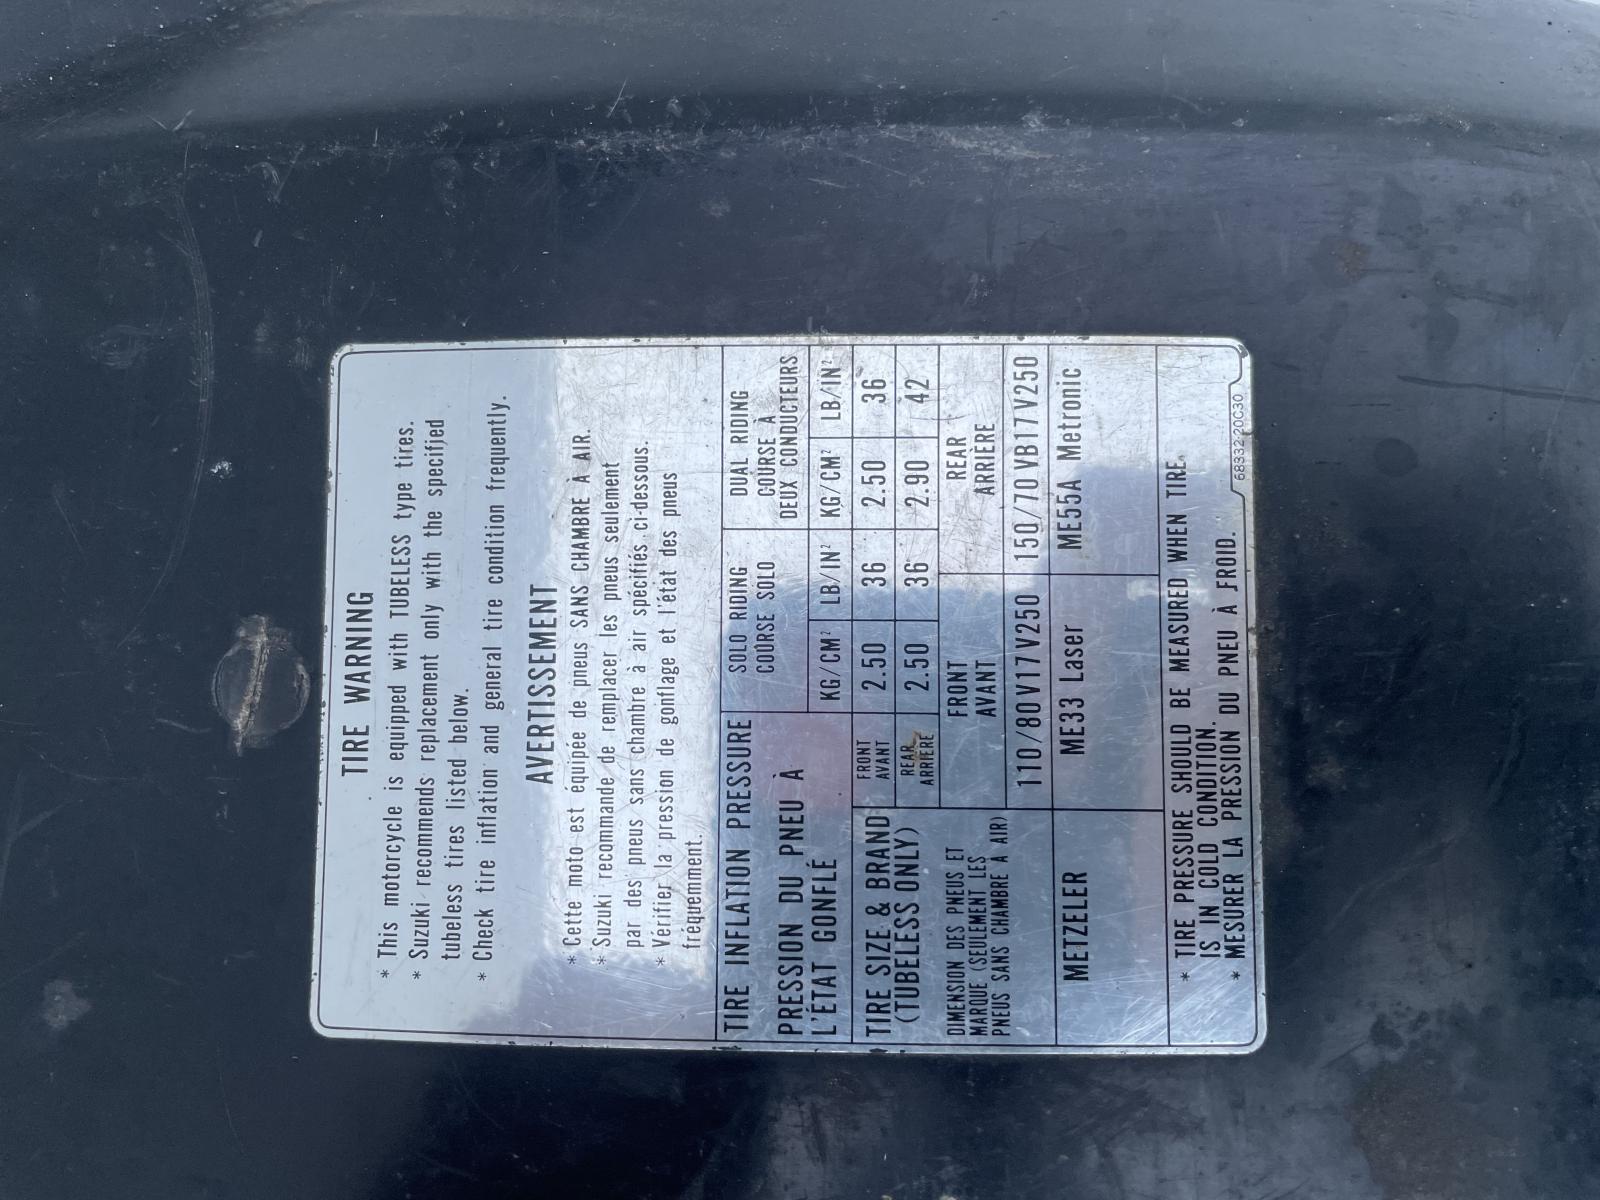 TIRE WARNING
* This motorcycle is equipped with TUBELESS type tires.
* Suzuki recommends replacement only with the specified
tubeless tires listed below.
* Check tire inflation and general tire condition frequently.
AVERTISSEMENT
* Cette moto est équipée de pneus SANS CHAMBRE À AIR.
* Suzuki recommande de remplacer les pneus seulement
par des pneus sans chambre à air spécifiés ci-dessous.
* Vérifier la pression de gonflage et l'état des pneus
fréquemment.
TIRE INFLATION PRESSURE
PRESSION DU PNEU À
L'ÉTAT GONFLÉ
SOLO RIDING
COURSE SOLO
DUAL RIDING
COURSE À
DEUX CONDUCTEURS
KG/CM² LB/IN² KG/CM² LB/IN²
FRONT
AVANT
2.50 36 2.50 36
REAR
ARRIÈRE
2.50 36 2.90 42
TIRE SIZE & BRAND
(TUBELESS ONLY)
DIMENSION DES PNEUS ET
MARQUE (SEULEMENT LES
PNEUS SANS CHAMBRE À AIR)
FRONT
AVANT
REAR
ARRIÈRE
110/80V17V250 150/70 VB17V250
METZELER ME33 Laser ME55A Metronic
* TIRE PRESSURE SHOULD BE MEASURED WHEN TIRE
IS IN COLD CONDITION.
* MESURER LA PRESSION DU PNEU À FROID.
68332-20C30